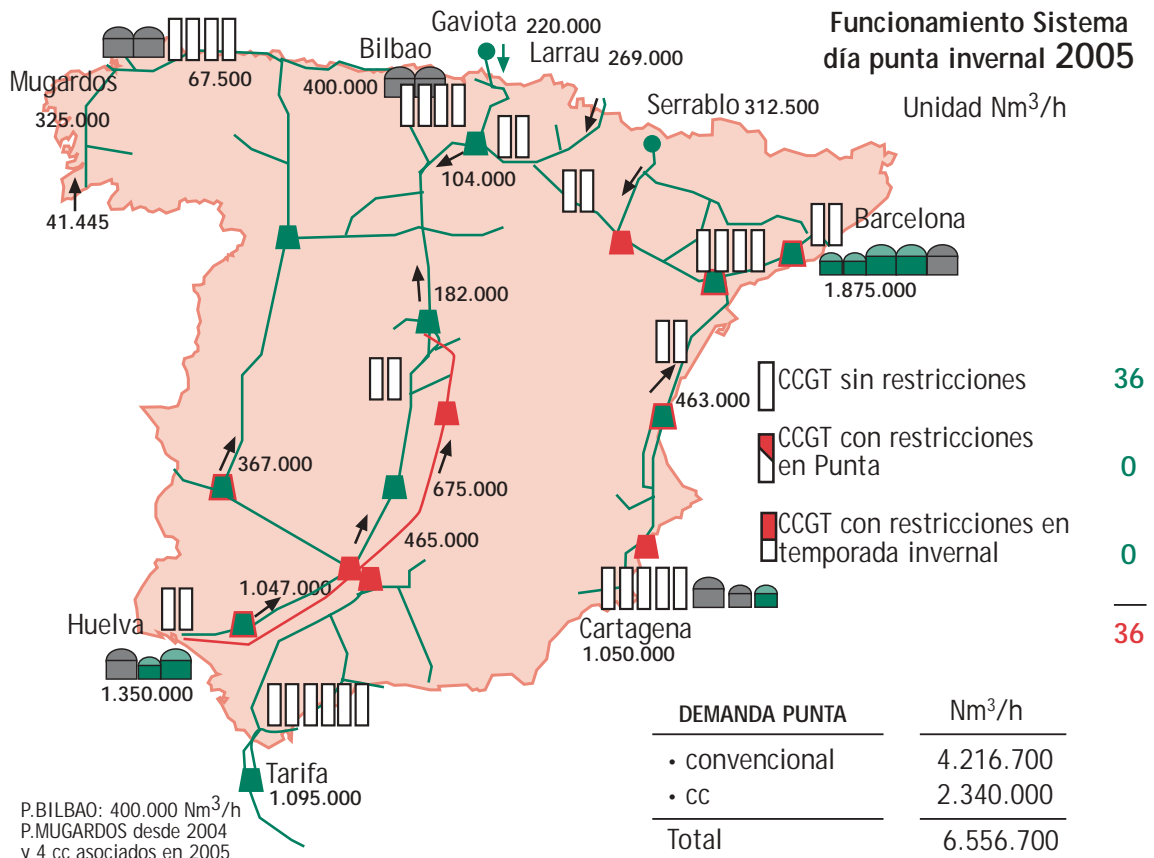 Funcionamiento Sistema
día punta invernal 2005
Unidad Nm³/h
Gaviota 220.000
Larrau 269.000
Bilbao
400.000
67.500
Mugardos
325.000
41.445
Serrablo 312.500
104.000
Barcelona
1.875.000
182.000
463.000
367.000
675.000
465.000
1.047.000
Huelva
1.350.000
Cartagena
1.050.000
Tarifa
1.095.000
CCGT sin restricciones 36
CCGT con restricciones
en Punta 0
CCGT con restricciones en
temporada invernal 0
36
DEMANDA PUNTA Nm³/h
• convencional 4.216.700
• cc 2.340.000
Total 6.556.700
P.BILBAO: 400.000 Nm³/h
P.MUGARDOS desde 2004
y 4 cc asociados en 2005